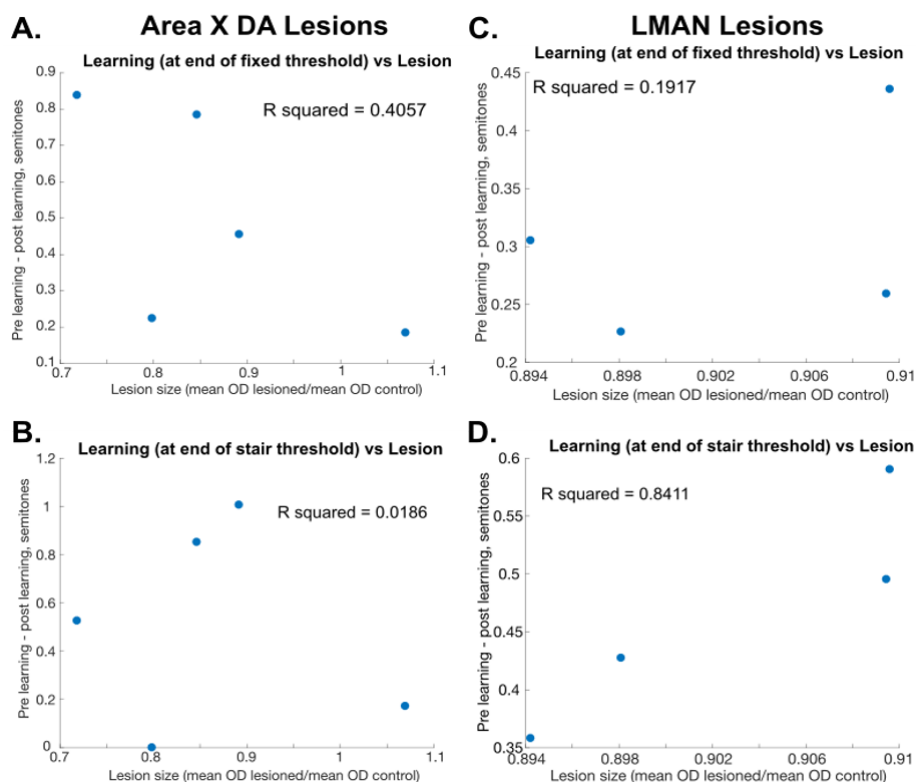 A.
Area X DA Lesions
Learning (at end of fixed threshold) vs Lesion
R squared = 0.4057
Pre learning - post learning, semitones
0.9
0.8
0.7
0.6
0.5
0.4
0.3
0.2
0.1
0.7
0.8
0.9
1
1.1
Lesion size (mean OD lesioned/mean OD control)
B.
Learning (at end of stair threshold) vs Lesion
R squared = 0.0186
Pre learning - post learning, semitones
1.2
1
0.8
0.6
0.4
0.2
0
0.7
0.8
0.9
1
1.1
Lesion size (mean OD lesioned/mean OD control)
C.
LMAN Lesions
Learning (at end of fixed threshold) vs Lesion
R squared = 0.1917
Pre learning - post learning, semitones
0.45
0.4
0.35
0.3
0.25
0.2
0.894
0.898
0.902
0.906
0.91
Lesion size (mean OD lesioned/mean OD control)
D.
Learning (at end of stair threshold) vs Lesion
R squared = 0.8411
Pre learning - post learning, semitones
0.6
0.55
0.5
0.45
0.4
0.35
0.894
0.898
0.902
0.906
0.91
Lesion size (mean OD lesioned/mean OD control)